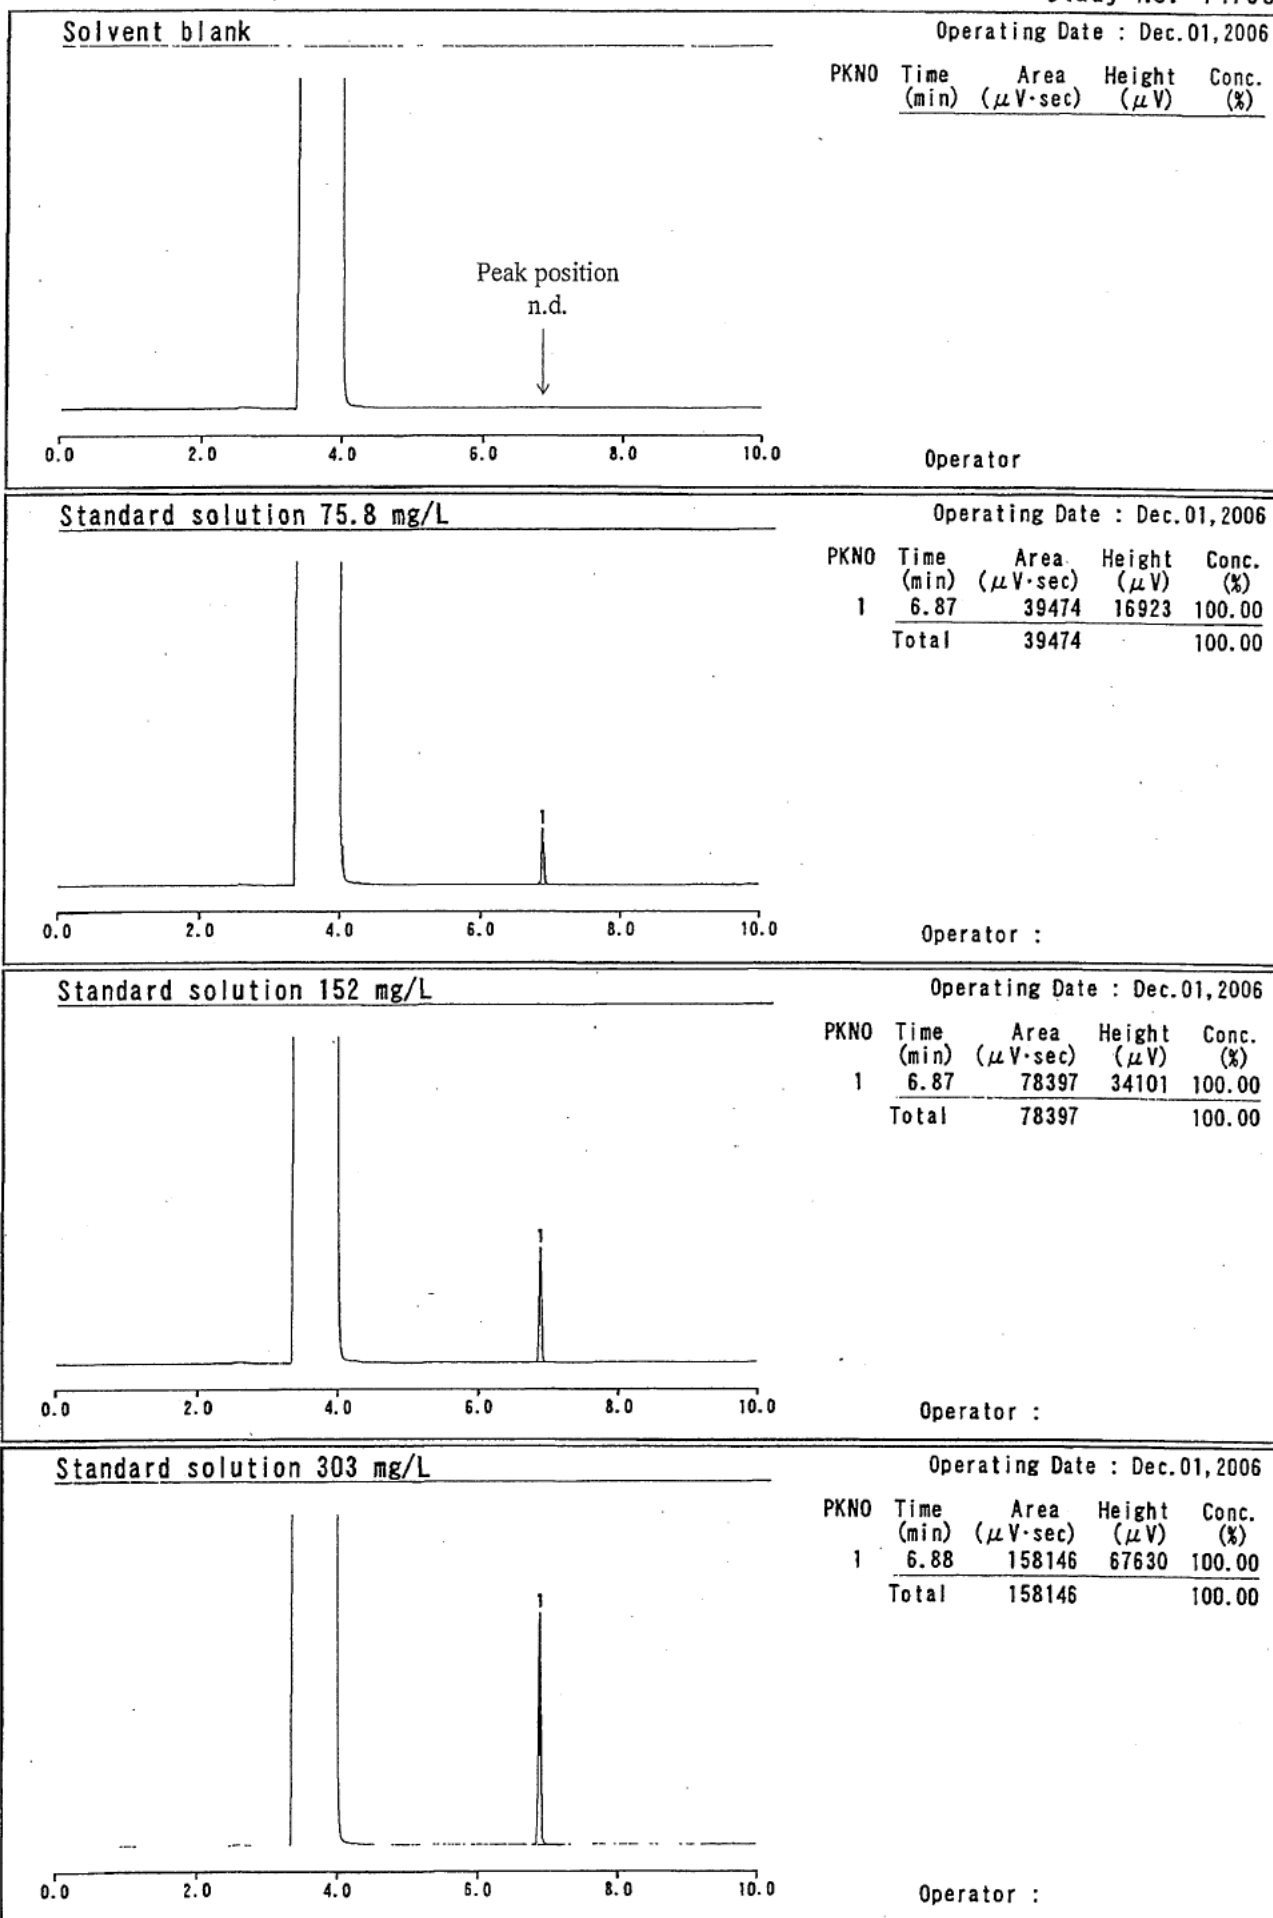 Solvent blank
Operating Date : Dec.01,2006
PKNO Time Area Height Conc.
(min) (μV·sec) (μV) (%)
Peak position
n.d.
0.0 2.0 4.0 6.0 8.0 10.0
Operator
Standard solution 75.8 mg/L
Operating Date : Dec.01,2006
PKNO Time Area Height Conc.
(min) (μV·sec) (μV) (%)
1 6.87 39474 16923 100.00
Total 39474 100.00
1
0.0 2.0 4.0 6.0 8.0 10.0
Operator :
Standard solution 152 mg/L
Operating Date : Dec.01,2006
PKNO Time Area Height Conc.
(min) (μV·sec) (μV) (%)
1 6.87 78397 34101 100.00
Total 78397 100.00
1
0.0 2.0 4.0 6.0 8.0 10.0
Operator :
Standard solution 303 mg/L
Operating Date : Dec.01,2006
PKNO Time Area Height Conc.
(min) (μV·sec) (μV) (%)
1 6.88 158146 67630 100.00
Total 158146 100.00
1
0.0 2.0 4.0 6.0 8.0 10.0
Operator :